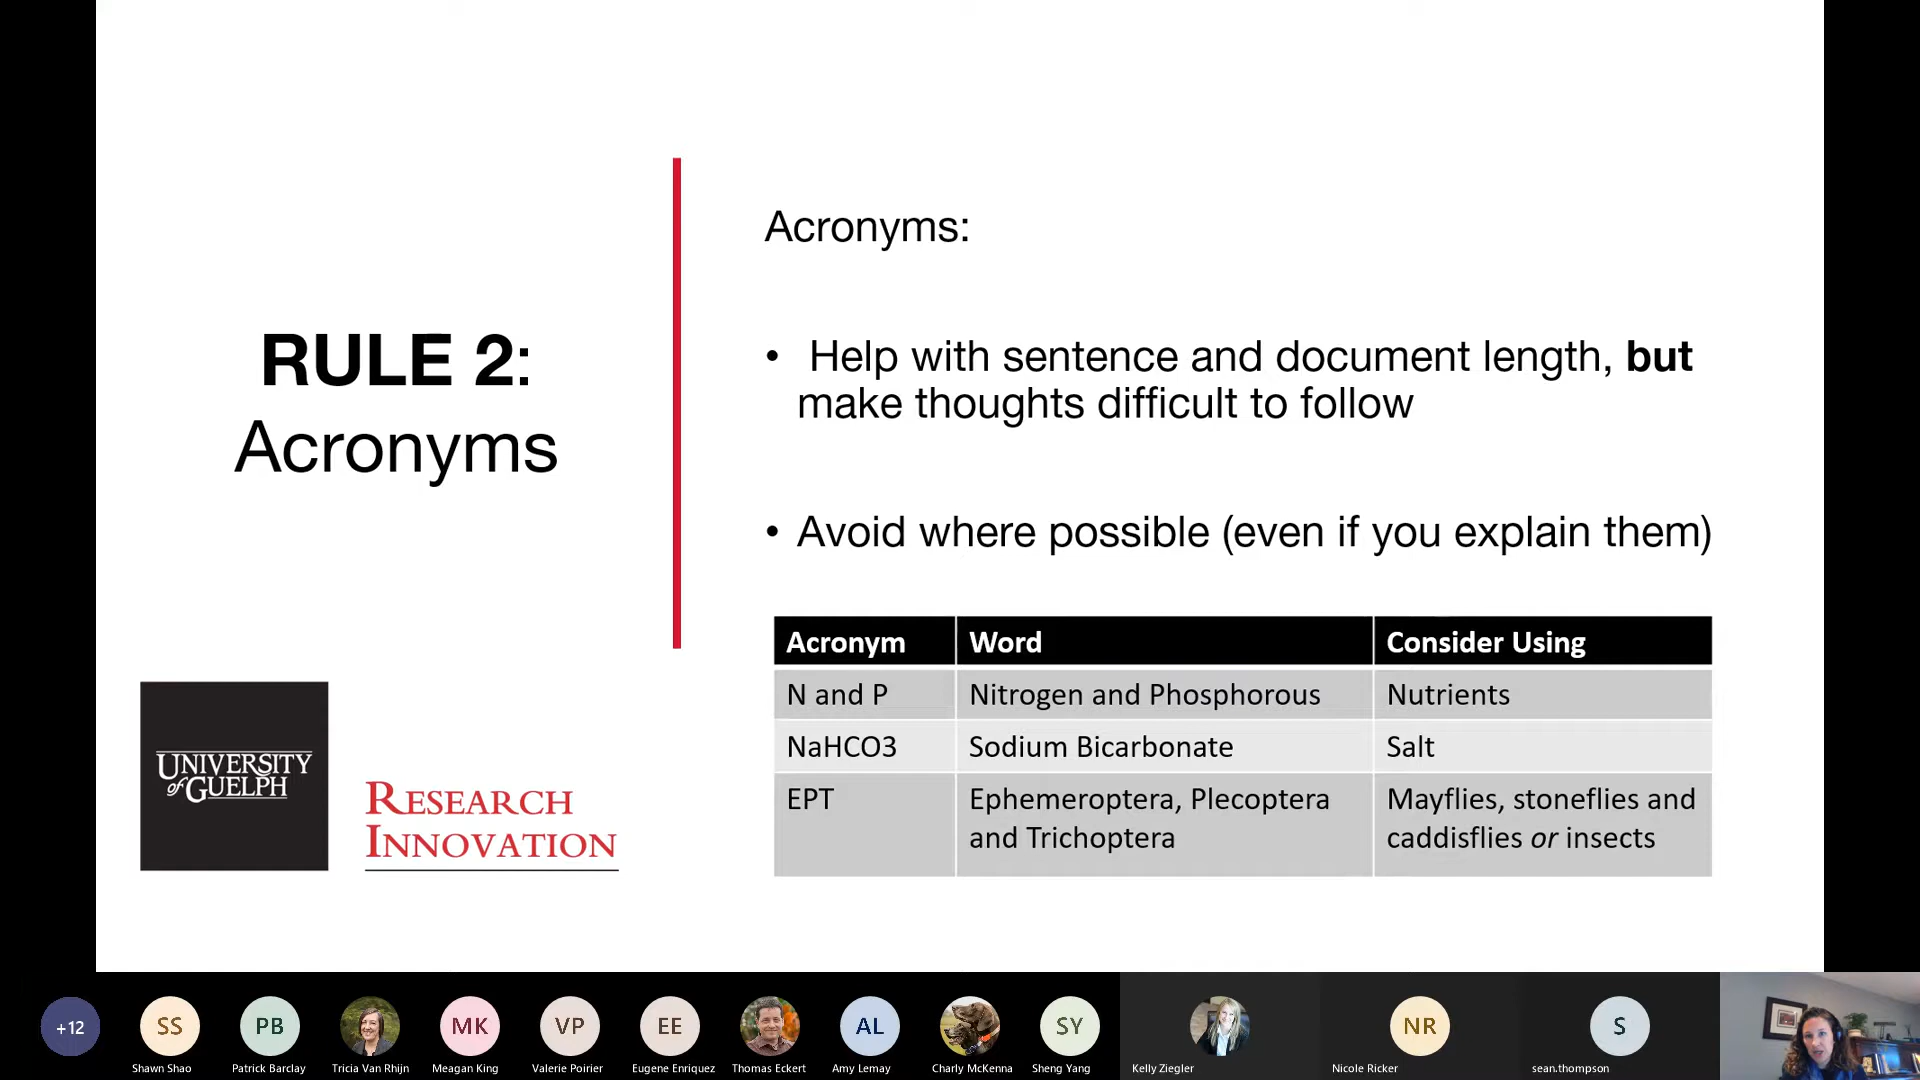 RULE 2:
Acronyms
Acronyms:
• Help with sentence and document length, but
make thoughts difficult to follow
• Avoid where possible (even if you explain them)
Acronym Word Consider Using
N and P Nitrogen and Phosphorous Nutrients
NaHCO3 Sodium Bicarbonate Salt
EPT Ephemeroptera, Plecoptera Mayflies, stoneflies and
and Trichoptera caddisflies or insects
UNIVERSITY
of GUELPH
RESEARCH
INNOVATION
+12 SS PB MK VP EE AL SY NR S
Shawn Shao Patrick Barclay Tricia Van Rhijn Meagan King Valerie Poirier Eugene Enriquez Thomas Eckert Amy Lemay Charly McKenna Sheng Yang Kelly Ziegler Nicole Ricker sean.thompson